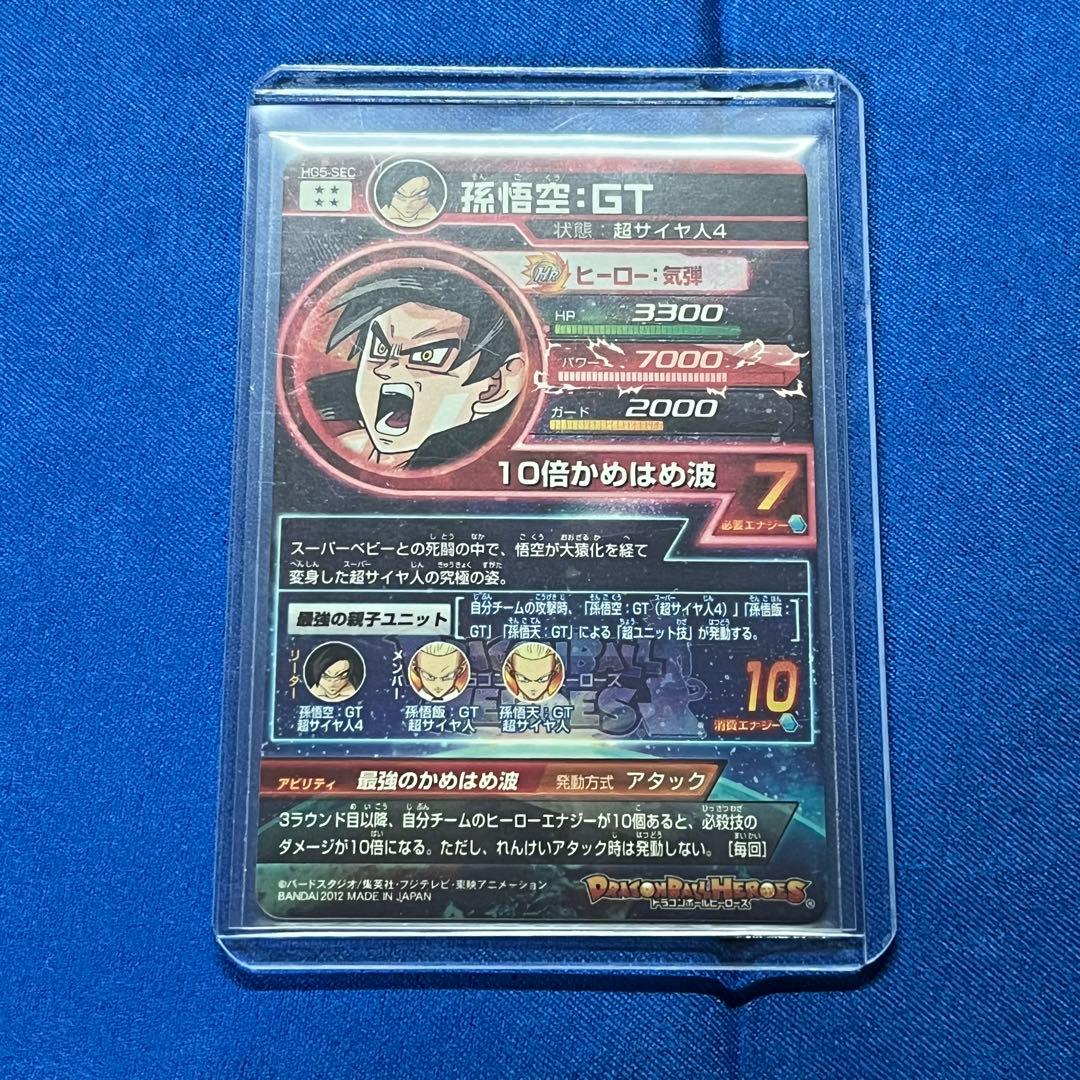 HG5-SEC
孫悟空:GT
そん ご くう
状態：超サイヤ人4
HR ヒーロー：気弾
HP 3300
パワー 7000
ガード 2000
10倍かめはめ波
7
必要エナジー
スーパーベビーとの死闘の中で、悟空が大猿化を経て
変身した超サイヤ人の究極の姿。
最強の親子ユニット
自分チームの攻撃時、「孫悟空：GT（超サイヤ人4）」「孫悟飯：
GT」「孫悟天：GT」による「超ユニット技」が発動する。
リーダー
孫悟空：GT
超サイヤ人4
メンバー
孫悟飯：GT
超サイヤ人
孫悟天：GT
超サイヤ人
10
消費エナジー
アビリティ 最強のかめはめ波 発動方式 アタック
3ラウンド目以降、自分チームのヒーローエナジーが10個あると、必殺技の
ダメージが10倍になる。ただし、れんけいアタック時は発動しない。［毎回］
©バードスタジオ/集英社・フジテレビ・東映アニメーション
BANDAI 2012 MADE IN JAPAN
DRAGONBALL HEROES
ドラゴンボールヒーローズ